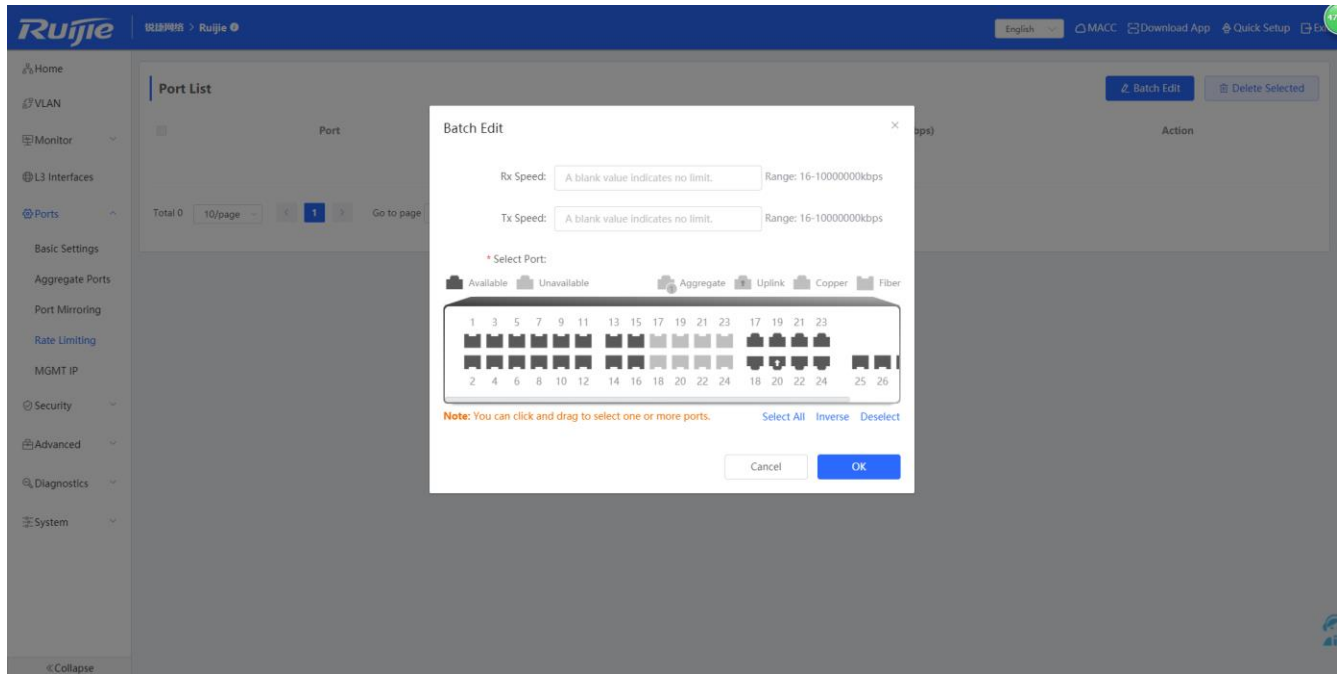 Ruijie
锐捷网络 > Ruijie
English
MACC
Download App
Quick Setup
Home
VLAN
Monitor
L3 Interfaces
Ports
Basic Settings
Aggregate Ports
Port Mirroring
Rate Limiting
MGMT IP
Security
Advanced
Diagnostics
System
«Collapse
Port List
Batch Edit
Delete Selected
Port
Action
Total 0 10/page < 1 > Go to page
Batch Edit ×
Rx Speed: A blank value indicates no limit. Range: 16-10000000kbps
Tx Speed: A blank value indicates no limit. Range: 16-10000000kbps
* Select Port:
Available Unavailable Aggregate Uplink Copper Fiber
1 3 5 7 9 11 13 15 17 19 21 23 17 19 21 23
2 4 6 8 10 12 14 16 18 20 22 24 18 20 22 24 25 26
Note: You can click and drag to select one or more ports. Select All Inverse Deselect
Cancel OK